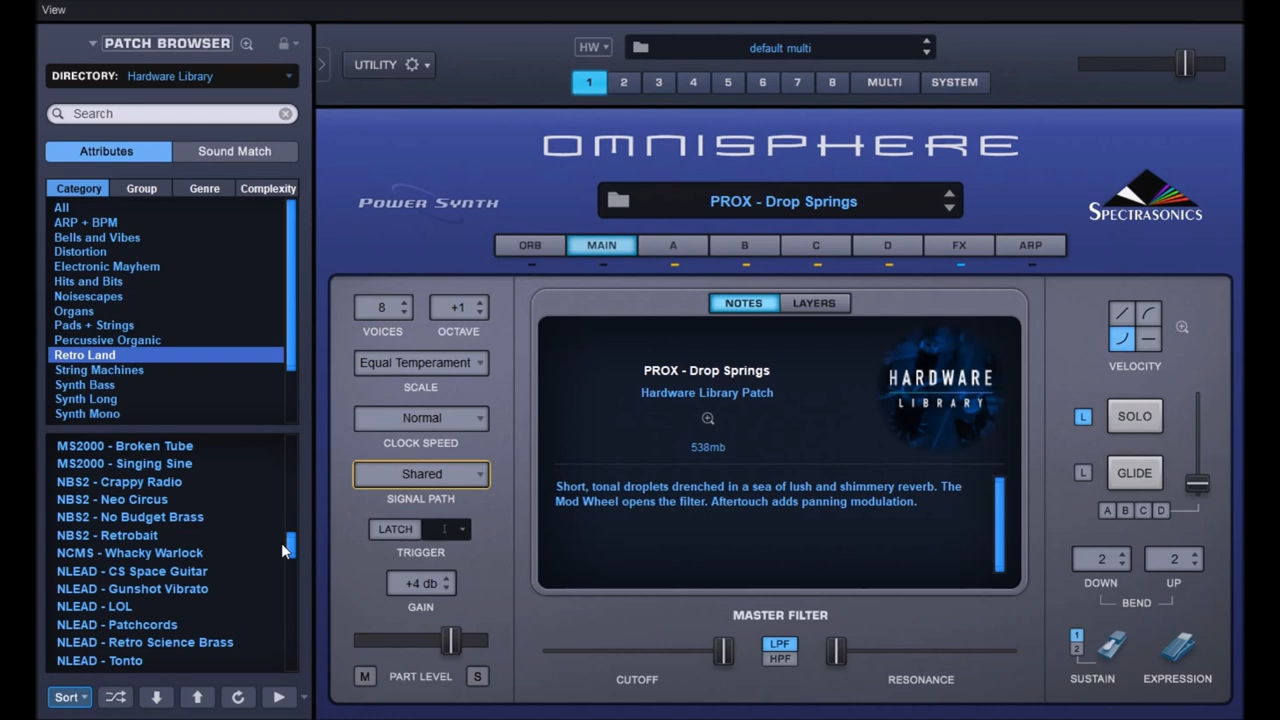 View
PATCH BROWSER
DIRECTORY: Hardware Library
Search
Attributes
Sound Match
Category
Group
Genre
Complexity
All
ARP + BPM
Bells and Vibes
Distortion
Electronic Mayhem
Hits and Bits
Noisescapes
Organs
Pads + Strings
Percussive Organic
Retro Land
String Machines
Synth Bass
Synth Long
Synth Mono
MS2000 - Broken Tube
MS2000 - Singing Sine
NBS2 - Crappy Radio
NBS2 - Neo Circus
NBS2 - No Budget Brass
NBS2 - Retrobait
NCMS - Whacky Warlock
NLEAD - CS Space Guitar
NLEAD - Gunshot Vibrato
NLEAD - LOL
NLEAD - Patchcords
NLEAD - Retro Science Brass
NLEAD - Tonto
Sort
UTILITY
HW
default multi
1 2 3 4 5 6 7 8 MULTI SYSTEM
OMNISPHERE
POWER SYNTH
PROX - Drop Springs
SPECTRASONICS
ORB MAIN A B C D FX ARP
8
VOICES
+1
OCTAVE
Equal Temperament
SCALE
Normal
CLOCK SPEED
Shared
SIGNAL PATH
LATCH
TRIGGER
+4 db
GAIN
M PART LEVEL S
NOTES LAYERS
PROX - Drop Springs
Hardware Library Patch
538mb
HARDWARE
LIBRARY
Short, tonal droplets drenched in a sea of lush and shimmery reverb. The
Mod Wheel opens the filter. Aftertouch adds panning modulation.
MASTER FILTER
LPF
HPF
CUTOFF
RESONANCE
VELOCITY
L SOLO
L GLIDE
A B C D
2
DOWN
2
UP
BEND
1
2
SUSTAIN
EXPRESSION